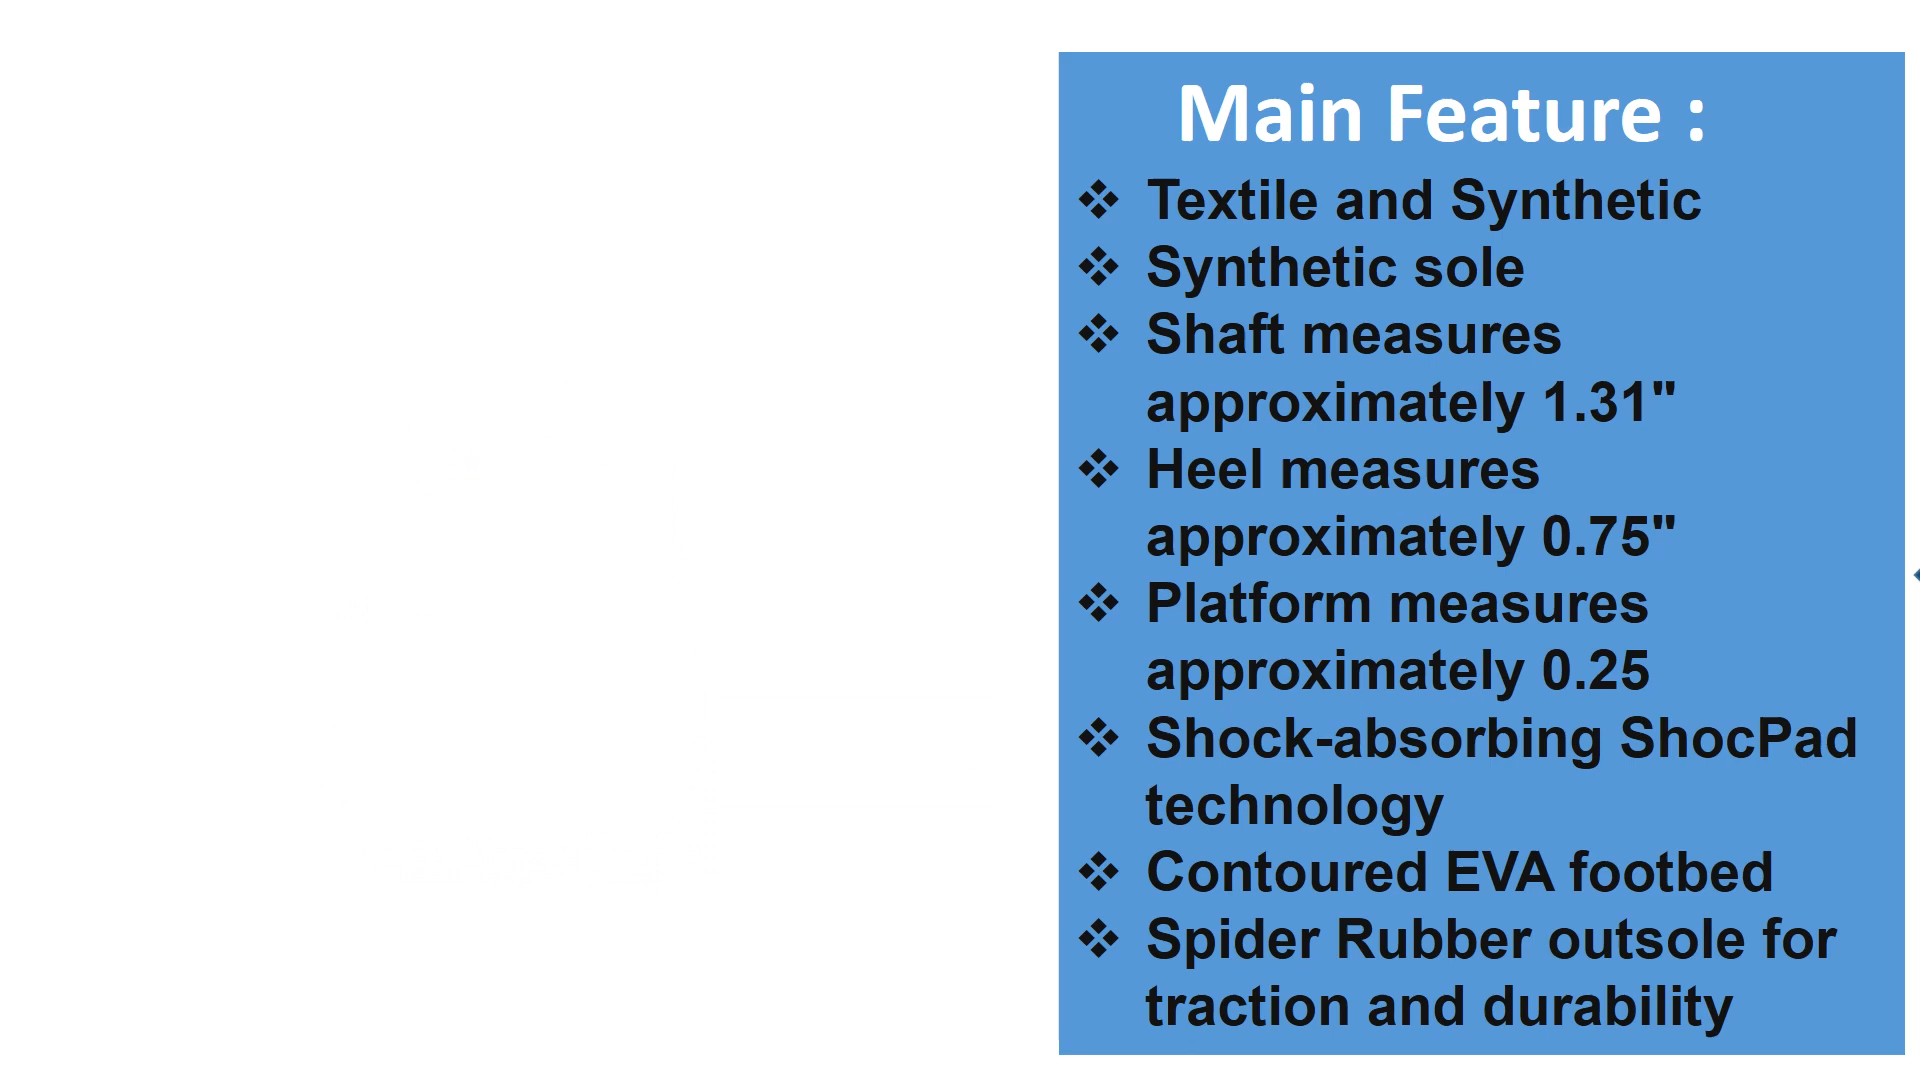 Main Feature :
❖ Textile and Synthetic
❖ Synthetic sole
❖ Shaft measures
approximately 1.31"
❖ Heel measures
approximately 0.75"
❖ Platform measures
approximately 0.25
❖ Shock-absorbing ShocPad
technology
❖ Contoured EVA footbed
❖ Spider Rubber outsole for
traction and durability